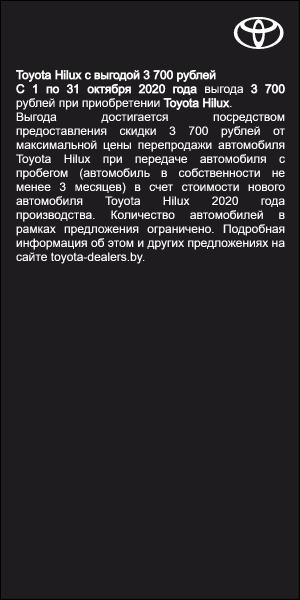 Toyota Hilux с выгодой 3 700 рублей
С 1 по 31 октября 2020 года выгода 3 700
рублей при приобретении Toyota Hilux.
Выгода достигается посредством
предоставления скидки 3 700 рублей от
максимальной цены перепродажи автомобиля
Toyota Hilux при передаче автомобиля с
пробегом (автомобиль в собственности не
менее 3 месяцев) в счет стоимости нового
автомобиля Toyota Hilux 2020 года
производства. Количество автомобилей в
рамках предложения ограничено. Подробная
информация об этом и других предложениях на
сайте toyota-dealers.by.